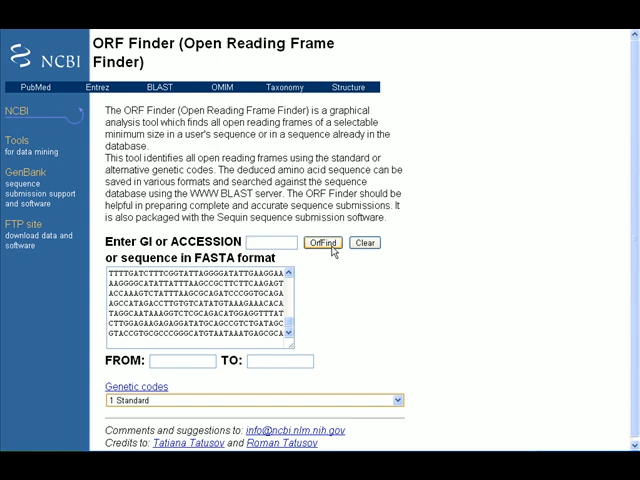 NCBI
ORF Finder (Open Reading Frame
Finder)
PubMed Entrez BLAST OMIM Taxonomy Structure
NCBI
Tools
for data mining
GenBank
sequence
submission support
and software
FTP site
download data and
software
The ORF Finder (Open Reading Frame Finder) is a graphical
analysis tool which finds all open reading frames of a selectable
minimum size in a user's sequence or in a sequence already in the
database.
This tool identifies all open reading frames using the standard or
alternative genetic codes. The deduced amino acid sequence can be
saved in various formats and searched against the sequence
database using the WWW BLAST server. The ORF Finder should be
helpful in preparing complete and accurate sequence submissions. It
is also packaged with the Sequin sequence submission software.
Enter GI or ACCESSION OrfFind Clear
or sequence in FASTA format
TTTTGATCTTTCGGTATTAGGGGATATTGAAGGAA
AAGGGGCATATTATTTAAGCCGCTTCTTCAAGAGT
ACCAAAGTCTATTTAAGCGCAGATCCCGGTGCAGA
AGCCATAGACCTTGTGTCATATGTAAAGAAACACA
TAGGCAATAAAGGTCTCGCAGACATGGAGGTTTAT
CTTGGAGAAGAGAGGATATGCAGCCGTCTGATAGC
GTACCGTGCGCCCGGGCATGTAATAAATGAGCGCA
FROM: TO:
Genetic codes
1 Standard
Comments and suggestions to: info@ncbi.nlm.nih.gov
Credits to: Tatiana Tatusov and Roman Tatusov